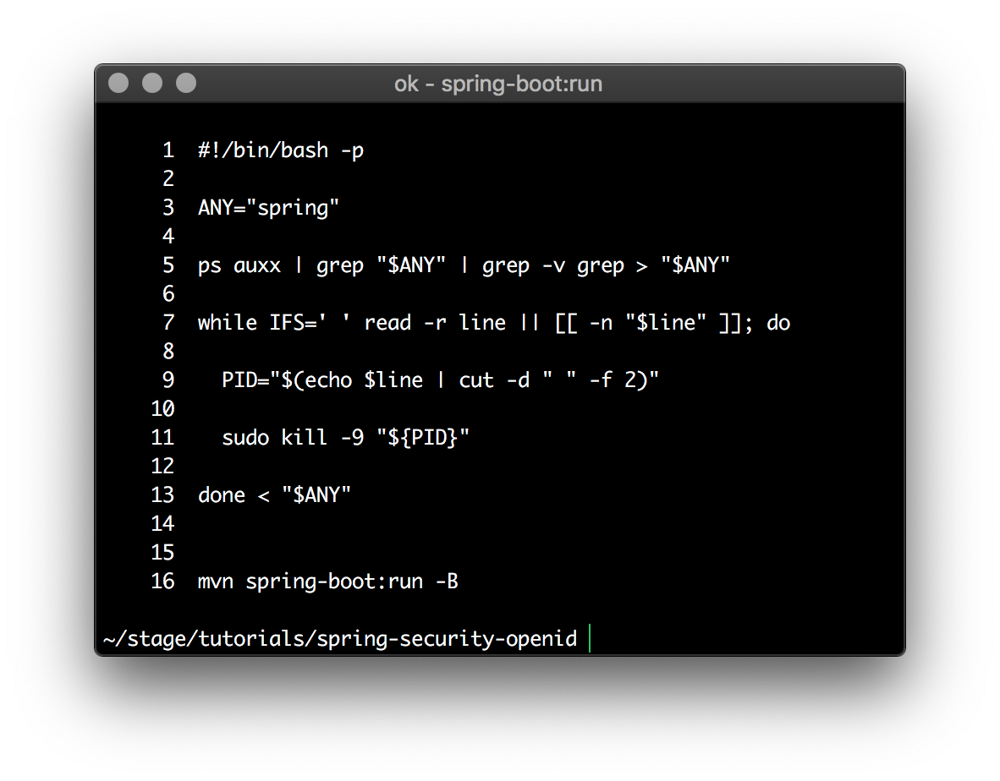 ok - spring-boot:run
1 #!/bin/bash -p
2
3 ANY="spring"
4
5 ps auxx | grep "$ANY" | grep -v grep > "$ANY"
6
7 while IFS=' ' read -r line || [[ -n "$line" ]]; do
8
9   PID="$(echo $line | cut -d " " -f 2)"
10
11   sudo kill -9 "${PID}"
12
13 done < "$ANY"
14
15
16 mvn spring-boot:run -B
~/stage/tutorials/spring-security-openid